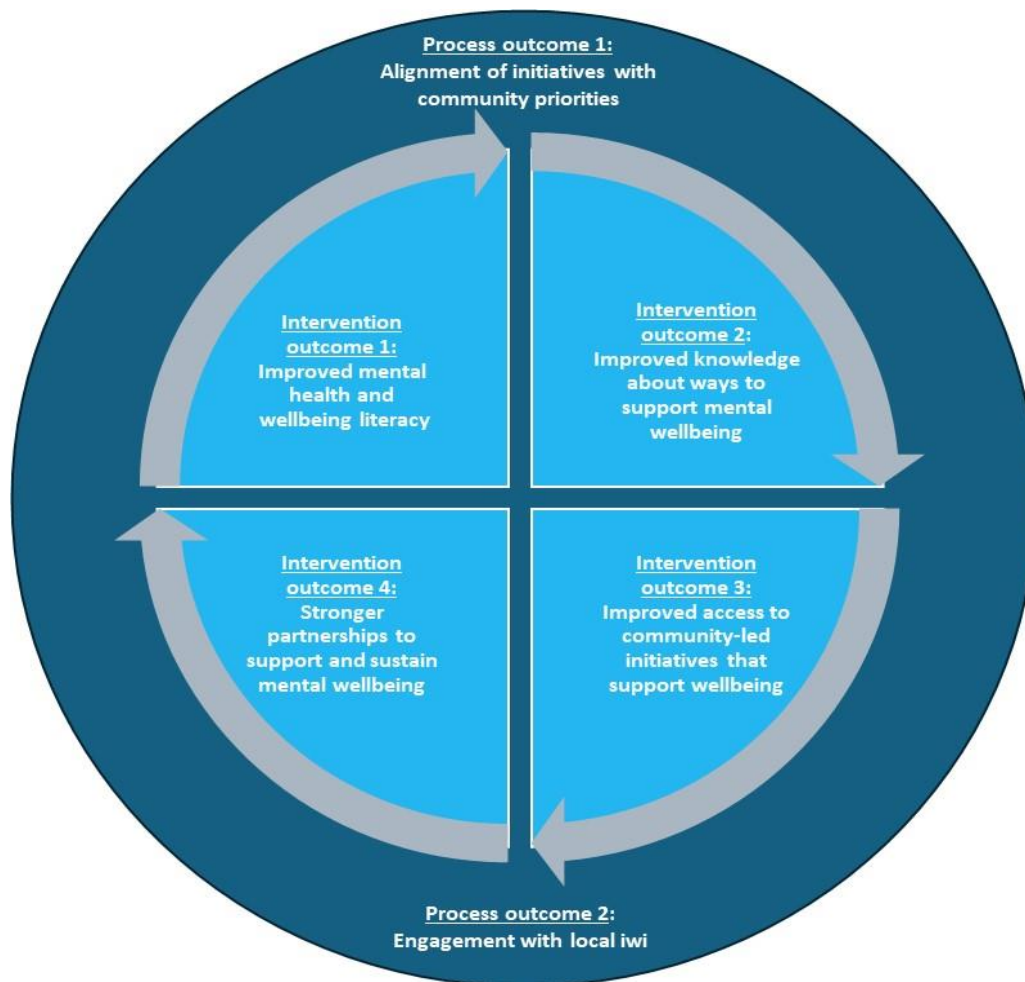 Process outcome 1:
Alignment of initiatives with
community priorities
Intervention
outcome 1:
Improved mental
health and
wellbeing literacy
Intervention
outcome 2:
Improved knowledge
about ways to
support mental
wellbeing
Intervention
outcome 4:
Stronger
partnerships to
support and sustain
mental wellbeing
Intervention
outcome 3:
Improved access to
community-led
initiatives that
support wellbeing
Process outcome 2:
Engagement with local iwi